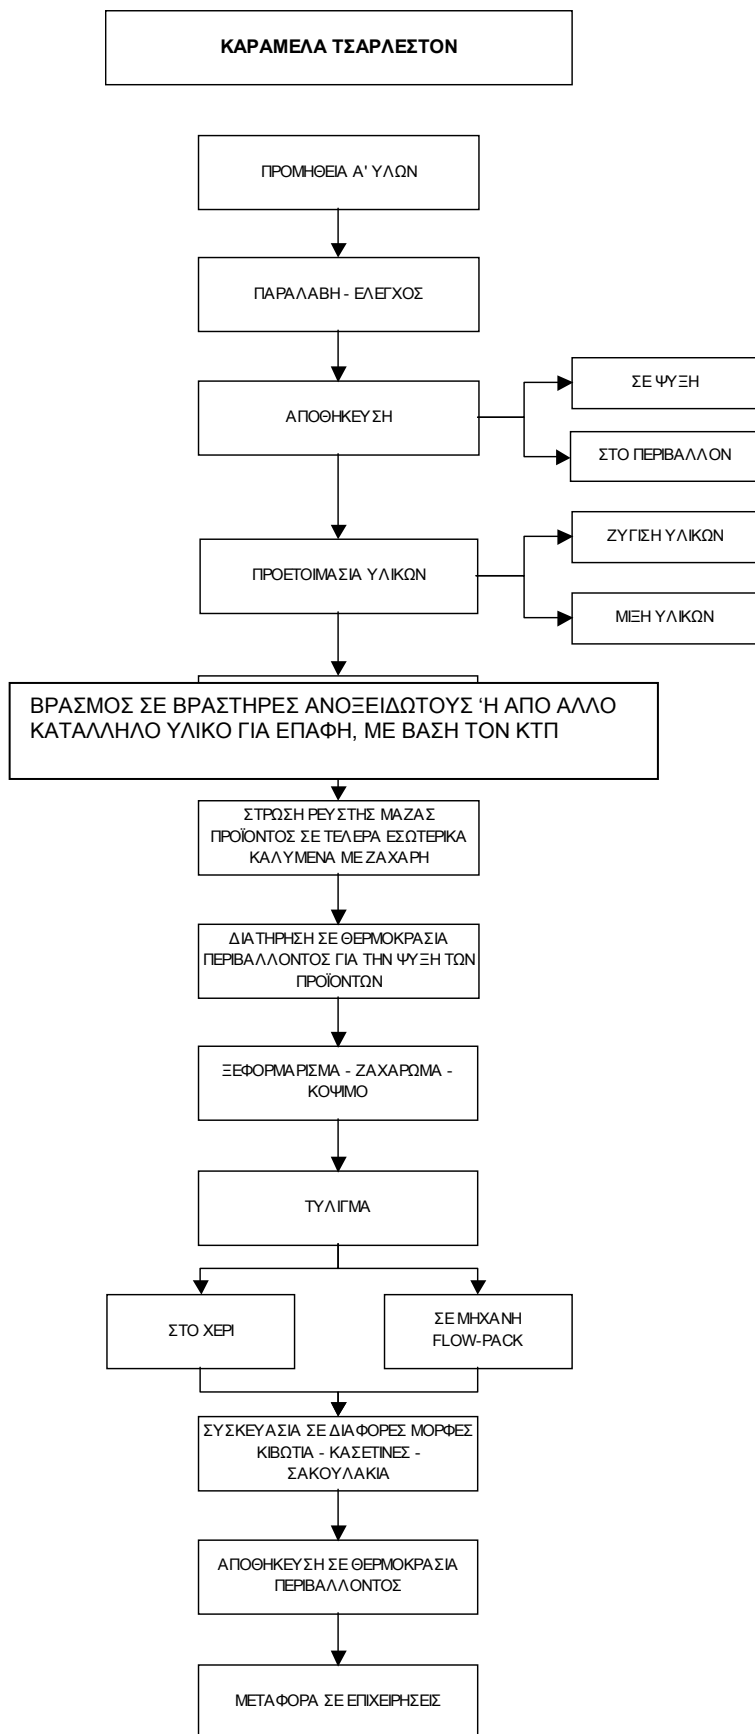 ΚΑΡΑΜΕΛΑ ΤΣΑΡΛΕΣΤΟΝ
ΠΡΟΜΗΘΕΙΑ Α' ΥΛΩΝ
ΠΑΡΑΛΑΒΗ - ΕΛΕΓΧΟΣ
ΑΠΟΘΗΚΕΥΣΗ
ΣΕ ΨΥΞΗ
ΣΤΟ ΠΕΡΙΒΑΛΛΟΝ
ΠΡΟΕΤΟΙΜΑΣΙΑ ΥΛΙΚΩΝ
ΖΥΓΙΣΗ ΥΛΙΚΩΝ
ΜΙΞΗ ΥΛΙΚΩΝ
ΒΡΑΣΜΟΣ ΣΕ ΒΡΑΣΤΗΡΕΣ ΑΝΟΞΕΙΔΩΤΟΥΣ ‘Η ΑΠΟ ΑΛΛΟ
ΚΑΤΑΛΛΗΛΟ ΥΛΙΚΟ ΓΙΑ ΕΠΑΦΗ, ΜΕ ΒΑΣΗ ΤΟΝ ΚΤΠ
ΣΤΡΩΣΗ ΡΕΥΣΤΗΣ ΜΑΖΑΣ
ΠΡΟΪΟΝΤΟΣ ΣΕ ΤΕΛΕΡΑ ΕΣΩΤΕΡΙΚΑ
ΚΑΛΥΜΕΝΑ ΜΕ ΖΑΧΑΡΗ
ΔΙΑΤΗΡΗΣΗ ΣΕ ΘΕΡΜΟΚΡΑΣΙΑ
ΠΕΡΙΒΑΛΛΟΝΤΟΣ ΓΙΑ ΤΗΝ ΨΥΞΗ ΤΩΝ
ΠΡΟΪΟΝΤΩΝ
ΞΕΦΟΡΜΑΡΙΣΜΑ - ΖΑΧΑΡΩΜΑ -
ΚΟΨΙΜΟ
ΤΥΛΙΓΜΑ
ΣΤΟ ΧΕΡΙ
ΣΕ ΜΗΧΑΝΗ
FLOW-PACK
ΣΥΣΚΕΥΑΣΙΑ ΣΕ ΔΙΑΦΟΡΕΣ ΜΟΡΦΕΣ
ΚΙΒΩΤΙΑ - ΚΑΣΕΤΙΝΕΣ -
ΣΑΚΟΥΛΑΚΙΑ
ΑΠΟΘΗΚΕΥΣΗ ΣΕ ΘΕΡΜΟΚΡΑΣΙΑ
ΠΕΡΙΒΑΛΛΟΝΤΟΣ
ΜΕΤΑΦΟΡΑ ΣΕ ΕΠΙΧΕΙΡΗΣΕΙΣ